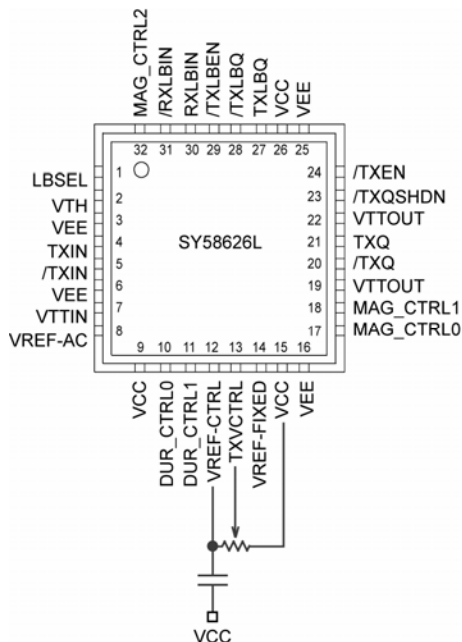 MAG_CTRL2
/RXLBIN
RXLBIN
/TXLBEN
/TXLBQ
TXLBQ
VCC
VEE
32 31 30 29 28 27 26 25
LBSEL 1
VTH 2
VEE 3
TXIN 4
/TXIN 5
VEE 6
VTTIN 7
VREF-AC 8
SY58626L
24 /TXEN
23 /TXQSHDN
22 VTTOUT
21 TXQ
20 /TXQ
19 VTTOUT
18 MAG_CTRL1
17 MAG_CTRL0
9 10 11 12 13 14 15 16
VCC
DUR_CTRL0
DUR_CTRL1
VREF-CTRL
TXVCTRL
VREF-FIXED
VCC
VEE
VCC